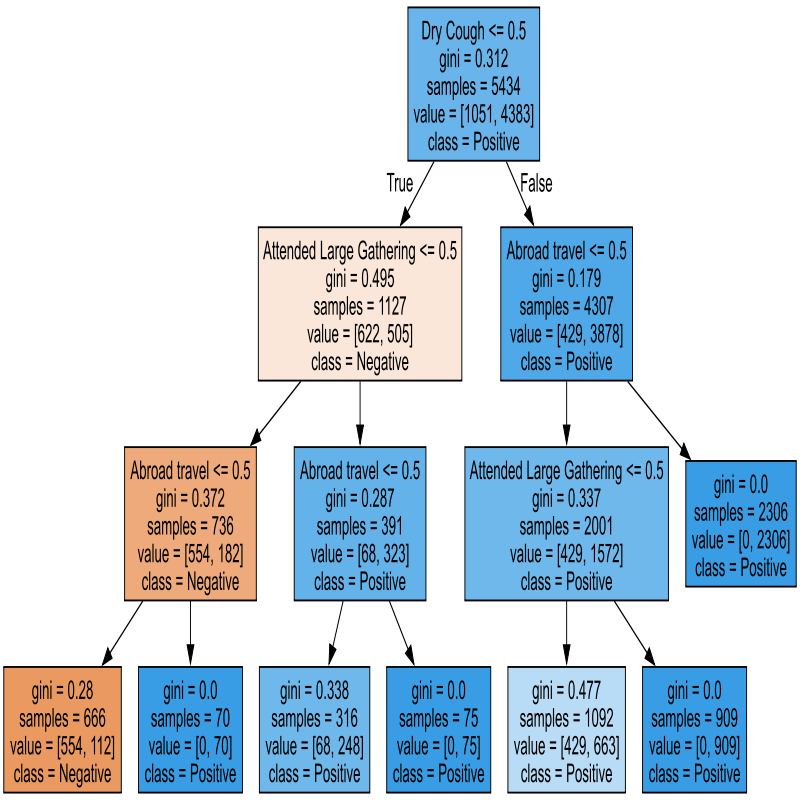 Dry Cough <= 0.5
gini = 0.312
samples = 5434
value = [1051, 4383]
class = Positive
True
False
Attended Large Gathering <= 0.5
gini = 0.495
samples = 1127
value = [622, 505]
class = Negative
Abroad travel <= 0.5
gini = 0.179
samples = 4307
value = [429, 3878]
class = Positive
Abroad travel <= 0.5
gini = 0.372
samples = 736
value = [554, 182]
class = Negative
Abroad travel <= 0.5
gini = 0.287
samples = 391
value = [68, 323]
class = Positive
Attended Large Gathering <= 0.5
gini = 0.337
samples = 2001
value = [429, 1572]
class = Positive
gini = 0.0
samples = 2306
value = [0, 2306]
class = Positive
gini = 0.28
samples = 666
value = [554, 112]
class = Negative
gini = 0.0
samples = 70
value = [0, 70]
class = Positive
gini = 0.338
samples = 316
value = [68, 248]
class = Positive
gini = 0.0
samples = 75
value = [0, 75]
class = Positive
gini = 0.477
samples = 1092
value = [429, 663]
class = Positive
gini = 0.0
samples = 909
value = [0, 909]
class = Positive